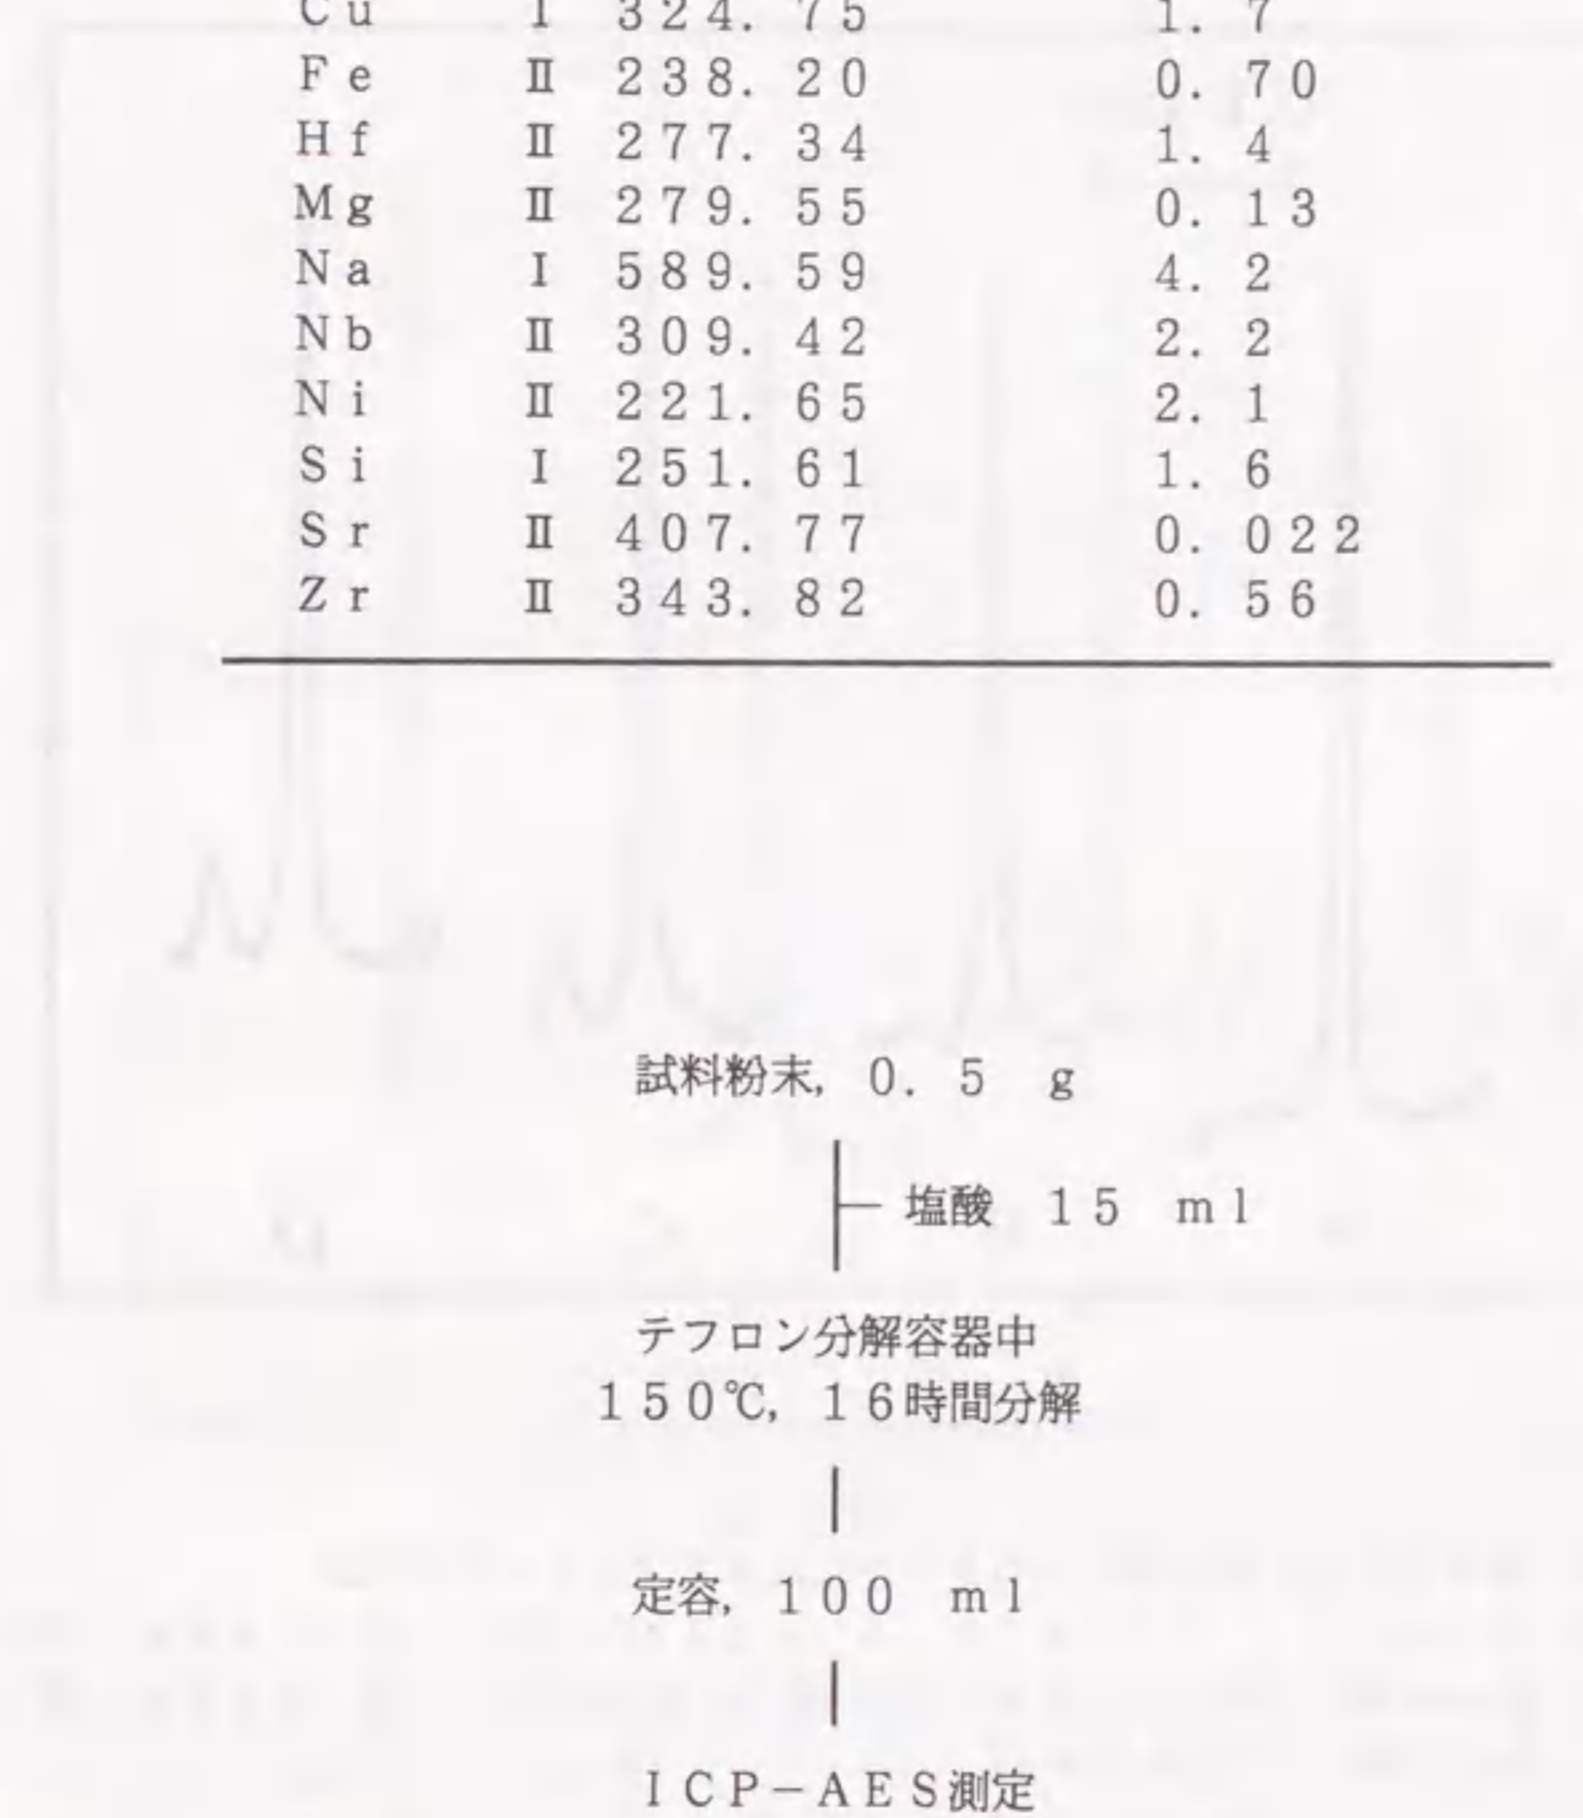 Cu I 324.75 1.7
Fe II 238.20 0.70
Hf II 277.34 1.4
Mg II 279.55 0.13
Na I 589.59 4.2
Nb II 309.42 2.2
Ni II 221.65 2.1
Si I 251.61 1.6
Sr II 407.77 0.022
Zr II 343.82 0.56
試料粉末, 0.5 g
塩酸 15 ml
テフロン分解容器中
150℃, 16時間分解
定容, 100 ml
ICP-AES測定